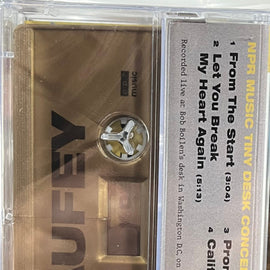 NPR MUSIC TINY DESK CONCE
1 From The Start (3:04)
2 Let You Break
My Heart Again (5:13)
Recorded live at Bob Boilen's desk in Washington D.C. on
3 Pro
4 Cali
UFEY
music